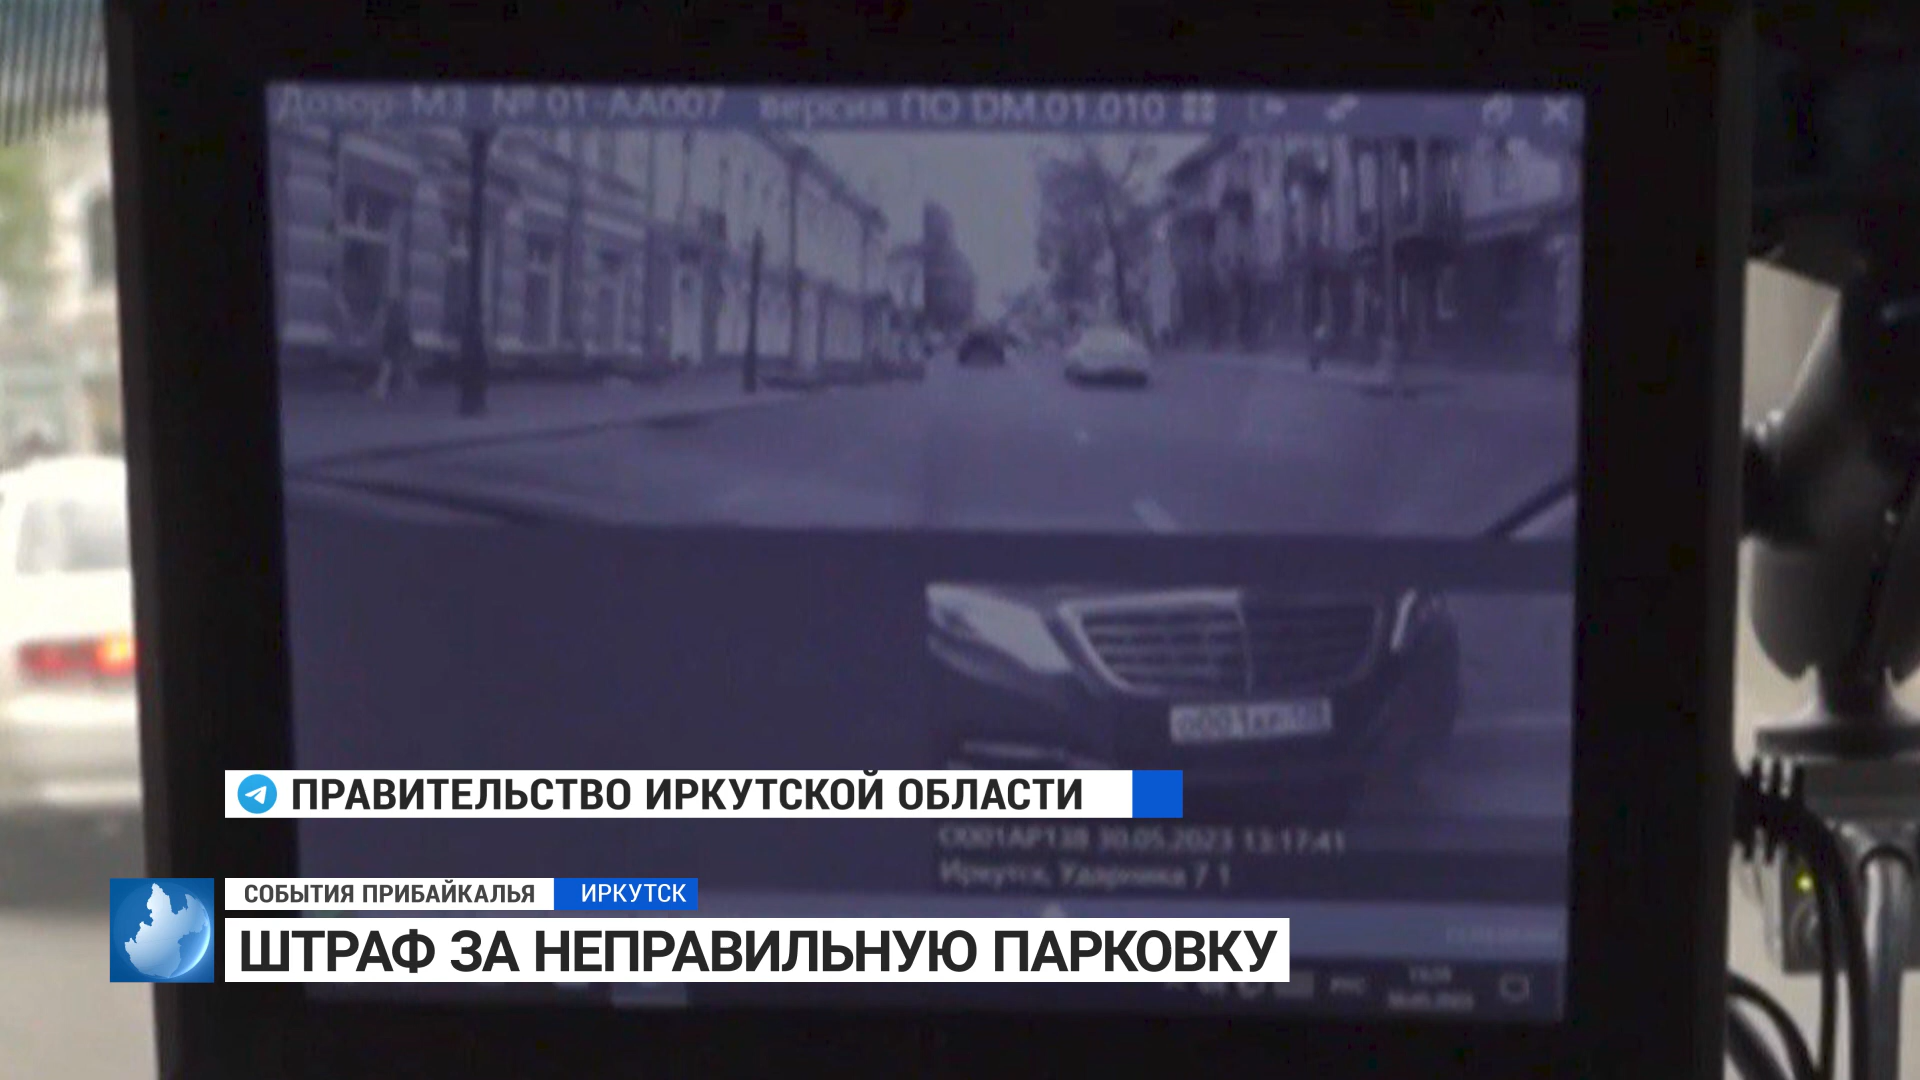 Дозор-М3 № 01-АА007 версия ПО DM.01.010
30.05.2023 13:17:41
Иркутск, Ударника 7 1
РУС
ПРАВИТЕЛЬСТВО ИРКУТСКОЙ ОБЛАСТИ
СОБЫТИЯ ПРИБАЙКАЛЬЯ ИРКУТСК
ШТРАФ ЗА НЕПРАВИЛЬНУЮ ПАРКОВКУ